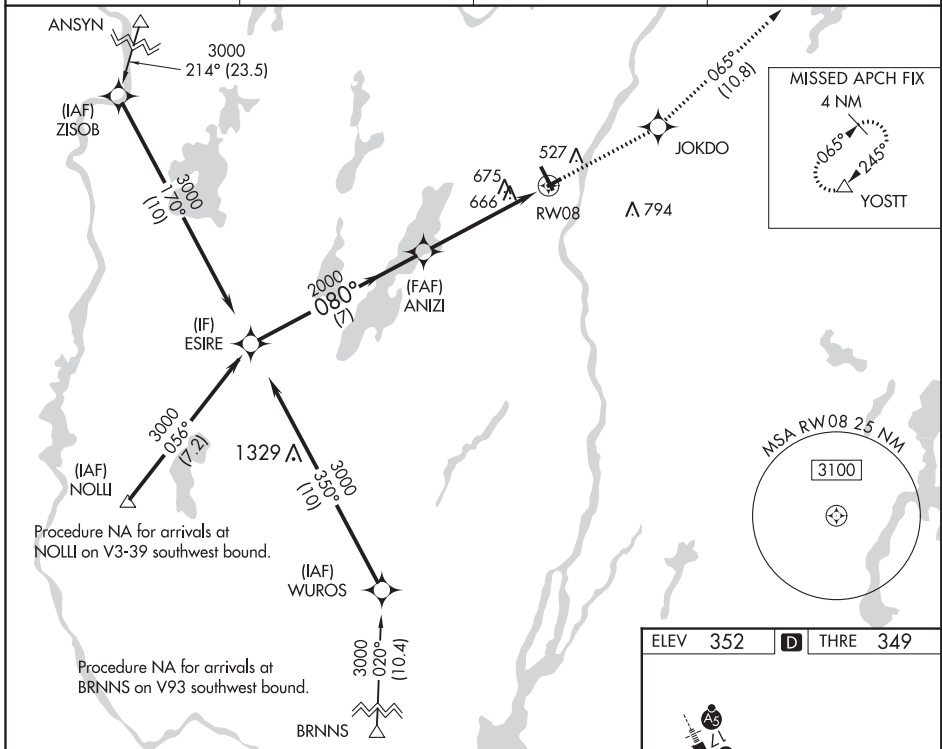 ANSYN
3000
214° (23.5)
(IAF)
ZISOB
3000
170°
(10)
065°
(10.8)
MISSED APCH FIX
4 NM
065°
245°
YOSTT
JOKDO
527
675
666
RW08
794
2000
080°
(7)
(FAF)
ANIZI
(IF)
ESIRE
3000
056°
(7.2)
(IAF)
NOLLI
1329
3000
350°
(10)
Procedure NA for arrivals at
NOLLI on V3-39 southwest bound.
MSA RW08 25 NM
3100
(IAF)
WUROS
3000
020°
(10.4)
Procedure NA for arrivals at
BRNNS on V93 southwest bound.
BRNNS
ELEV 352 D THRE 349
A5
17